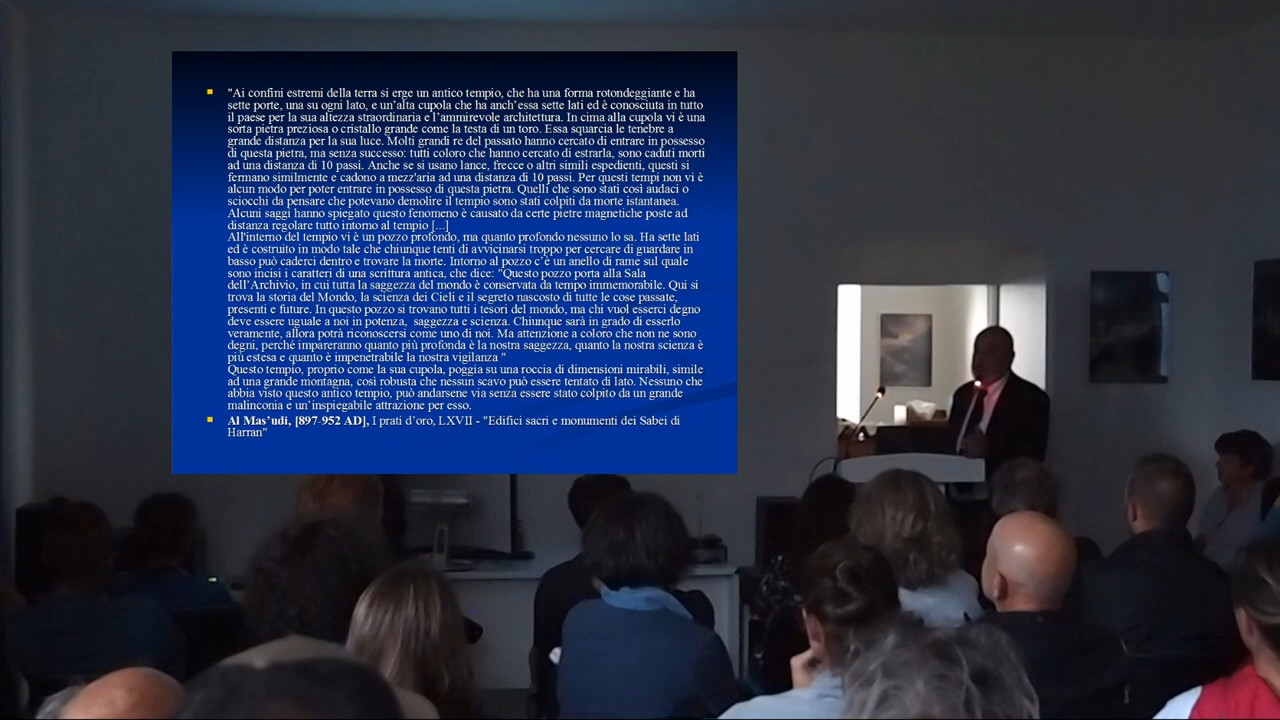 "Ai confini estremi della terra si erge un antico tempio, che ha una forma rotondeggiante e ha
sette porte, una su ogni lato, e un'alta cupola che ha anch'essa sette lati ed è conosciuta in tutto
il paese per la sua altezza straordinaria e l'ammirevole architettura. In cima alla cupola vi è una
sorta pietra preziosa o cristallo grande come la testa di un toro. Essa squarcia le tenebre a
grande distanza per la sua luce. Molti grandi re del passato hanno cercato di entrare in possesso
di questa pietra, ma senza successo: tutti coloro che hanno cercato di estrarla, sono caduti morti
ad una distanza di 10 passi. Anche se si usano lance, frecce o altri simili espedienti, questi si
fermano similmente e cadono a mezz'aria ad una distanza di 10 passi. Per questi tempi non vi è
alcun modo per poter entrare in possesso di questa pietra. Quelli che sono stati così audaci o
sciocchi da pensare che potevano demolire il tempio sono stati colpiti da morte istantanea.
Alcuni saggi hanno spiegato questo fenomeno è causato da certe pietre magnetiche poste ad
distanza regolare tutto intorno al tempio [...]
All'interno del tempio vi è un pozzo profondo, ma quanto profondo nessuno lo sa. Ha sette lati
ed è costruito in modo tale che chiunque tenti di avvicinarsi troppo per cercare di guardare in
basso può caderci dentro e trovare la morte. Intorno al pozzo c'è un anello di rame sul quale
sono incisi i caratteri di una scrittura antica, che dice: "Questo pozzo porta alla Sala
dell'Archivio, in cui tutta la saggezza del mondo è conservata da tempo immemorabile. Qui si
trova la storia del Mondo, la scienza dei Cieli e il segreto nascosto di tutte le cose passate,
presenti e future. In questo pozzo si trovano tutti i tesori del mondo, ma chi vuol esserci degno
deve essere uguale a noi in potenza, saggezza e scienza. Chiunque sarà in grado di esserlo
veramente, allora potrà riconoscersi come uno di noi. Ma attenzione a coloro che non ne sono
degni, perché impareranno quanto più profonda è la nostra saggezza, quanto la nostra scienza è
più estesa e quanto è impenetrabile la nostra vigilanza "
Questo tempio, proprio come la sua cupola, poggia su una roccia di dimensioni mirabili, simile
ad una grande montagna, così robusta che nessun scavo può essere tentato di lato. Nessuno che
abbia visto questo antico tempio, può andarsene via senza essere stato colpito da un grande
malinconia e un'inspiegabile attrazione per esso.
Al Mas'udi, [897-952 AD], I prati d'oro, LXVII - "Edifici sacri e monumenti dei Sabei di
Harran"